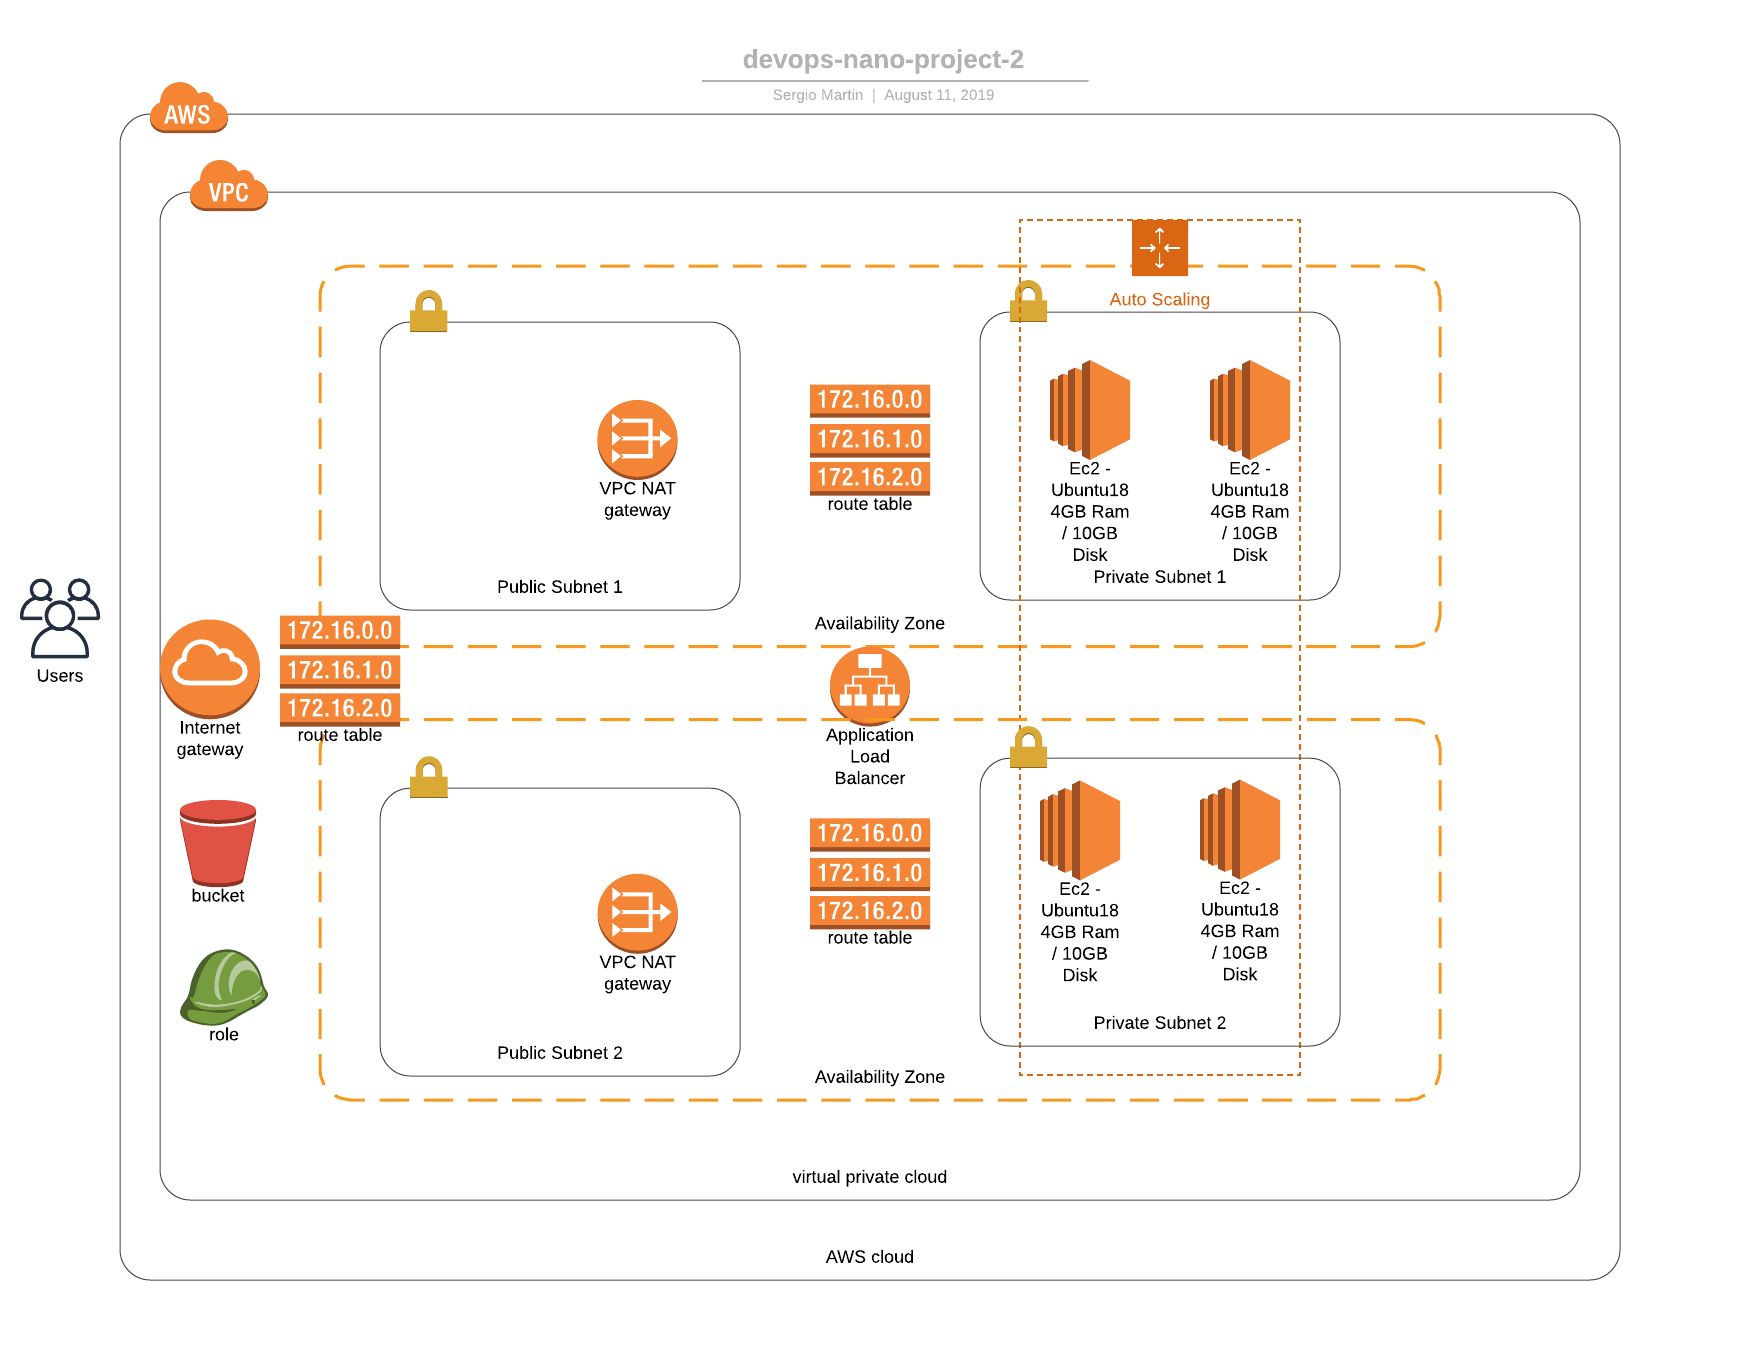 devops-nano-project-2
Sergio Martin | August 11, 2019
AWS
VPC
Auto Scaling
172.16.0.0
172.16.1.0
172.16.2.0
route table
VPC NAT
gateway
Public Subnet 1
Ec2 -
Ubuntu18
4GB Ram
/ 10GB
Disk
Ec2 -
Ubuntu18
4GB Ram
/ 10GB
Disk
Private Subnet 1
Availability Zone
Users
Internet
gateway
172.16.0.0
172.16.1.0
172.16.2.0
route table
Application
Load
Balancer
bucket
role
VPC NAT
gateway
Public Subnet 2
172.16.0.0
172.16.1.0
172.16.2.0
route table
Ec2 -
Ubuntu18
4GB Ram
/ 10GB
Disk
Ec2 -
Ubuntu18
4GB Ram
/ 10GB
Disk
Private Subnet 2
Availability Zone
virtual private cloud
AWS cloud